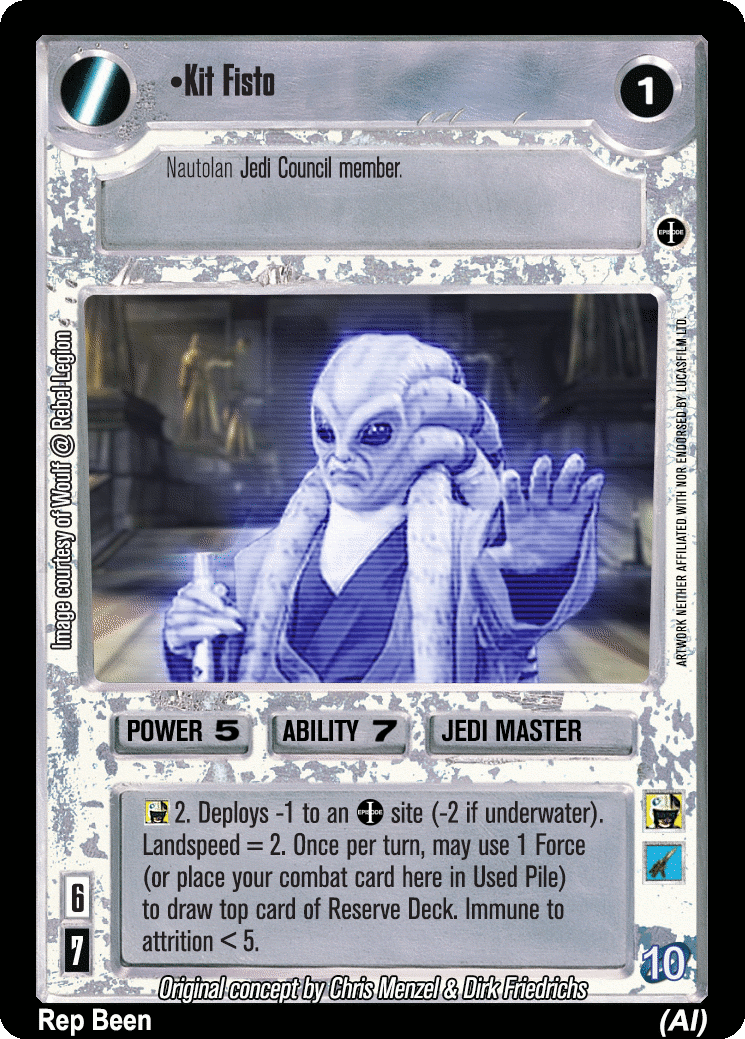 •Kit Fisto
1
Nautolan Jedi Council member.
EPISODE I
Image courtesy of Woulf @ Rebel Legion
ARTWORK NEITHER AFFILIATED WITH NOR ENDORSED BY LUCASFILM LTD.
POWER 5 ABILITY 7 JEDI MASTER
2. Deploys -1 to an EPISODE I site (-2 if underwater).
Landspeed = 2. Once per turn, may use 1 Force
(or place your combat card here in Used Pile)
to draw top card of Reserve Deck. Immune to
attrition < 5.
6
7
10
Original concept by Chris Menzel & Dirk Friedrichs
Rep Been (AI)